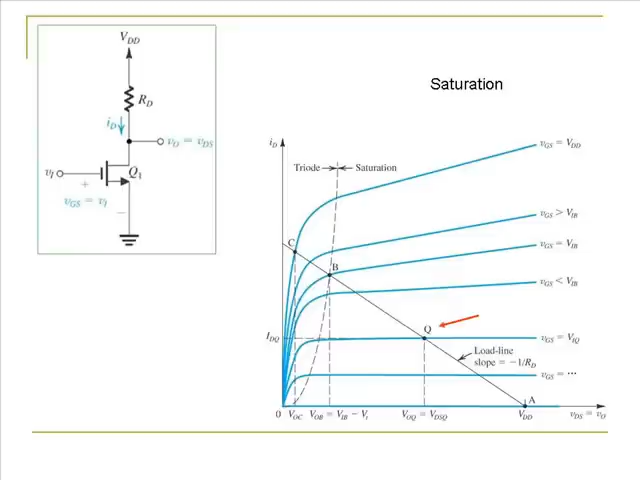 V_DD
R_D
i_D
v_O = v_DS
v_I
Q_1
+
v_GS = v_I
−
Saturation
i_D
v_GS = V_DD
Triode
Saturation
v_GS > V_IB
C
v_GS = V_IB
B
v_GS < V_IB
Q
I_DQ
v_GS = V_IQ
Load-line
slope = −1/R_D
v_GS = ···
A
0
V_OC
V_OB = V_IB − V_t
V_OQ = V_DSQ
V_DD
v_DS = v_O